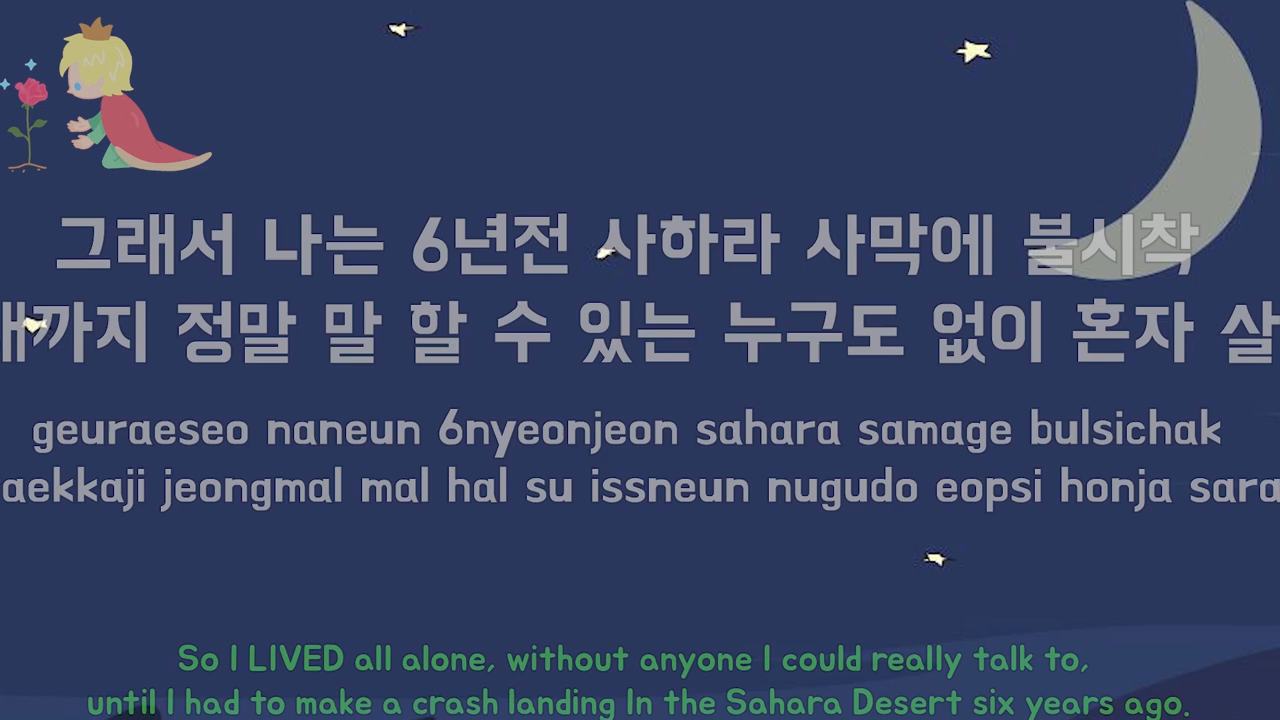 그래서 나는 6년전 사하라 사막에 불시착
까지 정말 말 할 수 있는 누구도 없이 혼자 살
geuraeseo naneun 6nyeonjeon sahara samage bulsichak
aekkaji jeongmal mal hal su issneun nugudo eopsi honja sara
So I LIVED all alone, without anyone I could really talk to,
until I had to make a crash landing In the Sahara Desert six years ago.